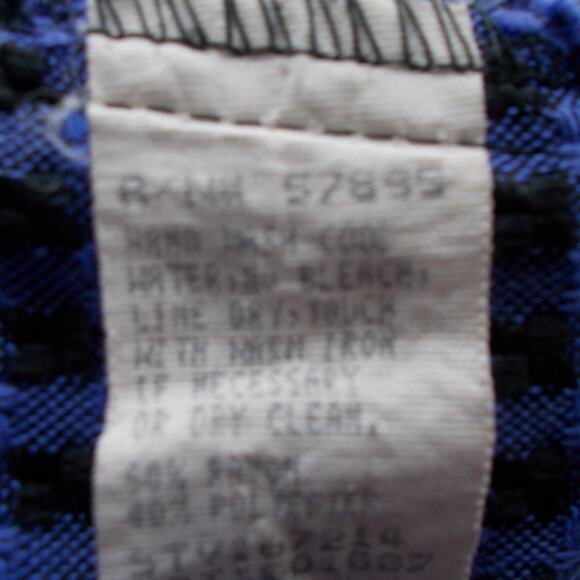 R/N# 57895
HAND WASH COOL
WATER, NO BLEACH,
LINE DRY, TOUCH
WITH WARM IRON
IF NECESSARY
OR DRY CLEAN.
60% RAMIE
40% POLYESTER